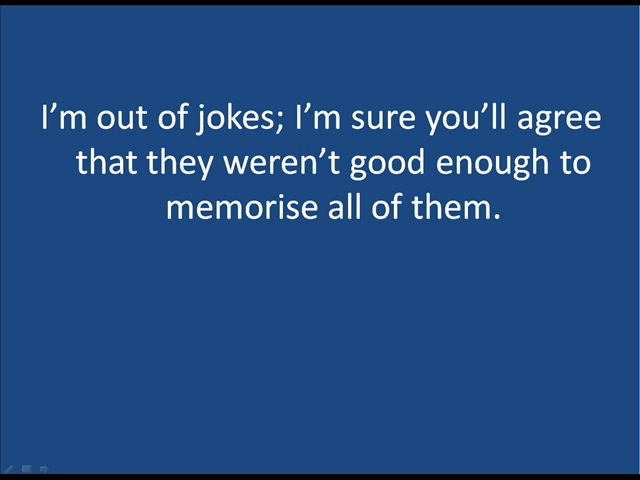 I’m out of jokes; I’m sure you’ll agree
that they weren’t good enough to
memorise all of them.